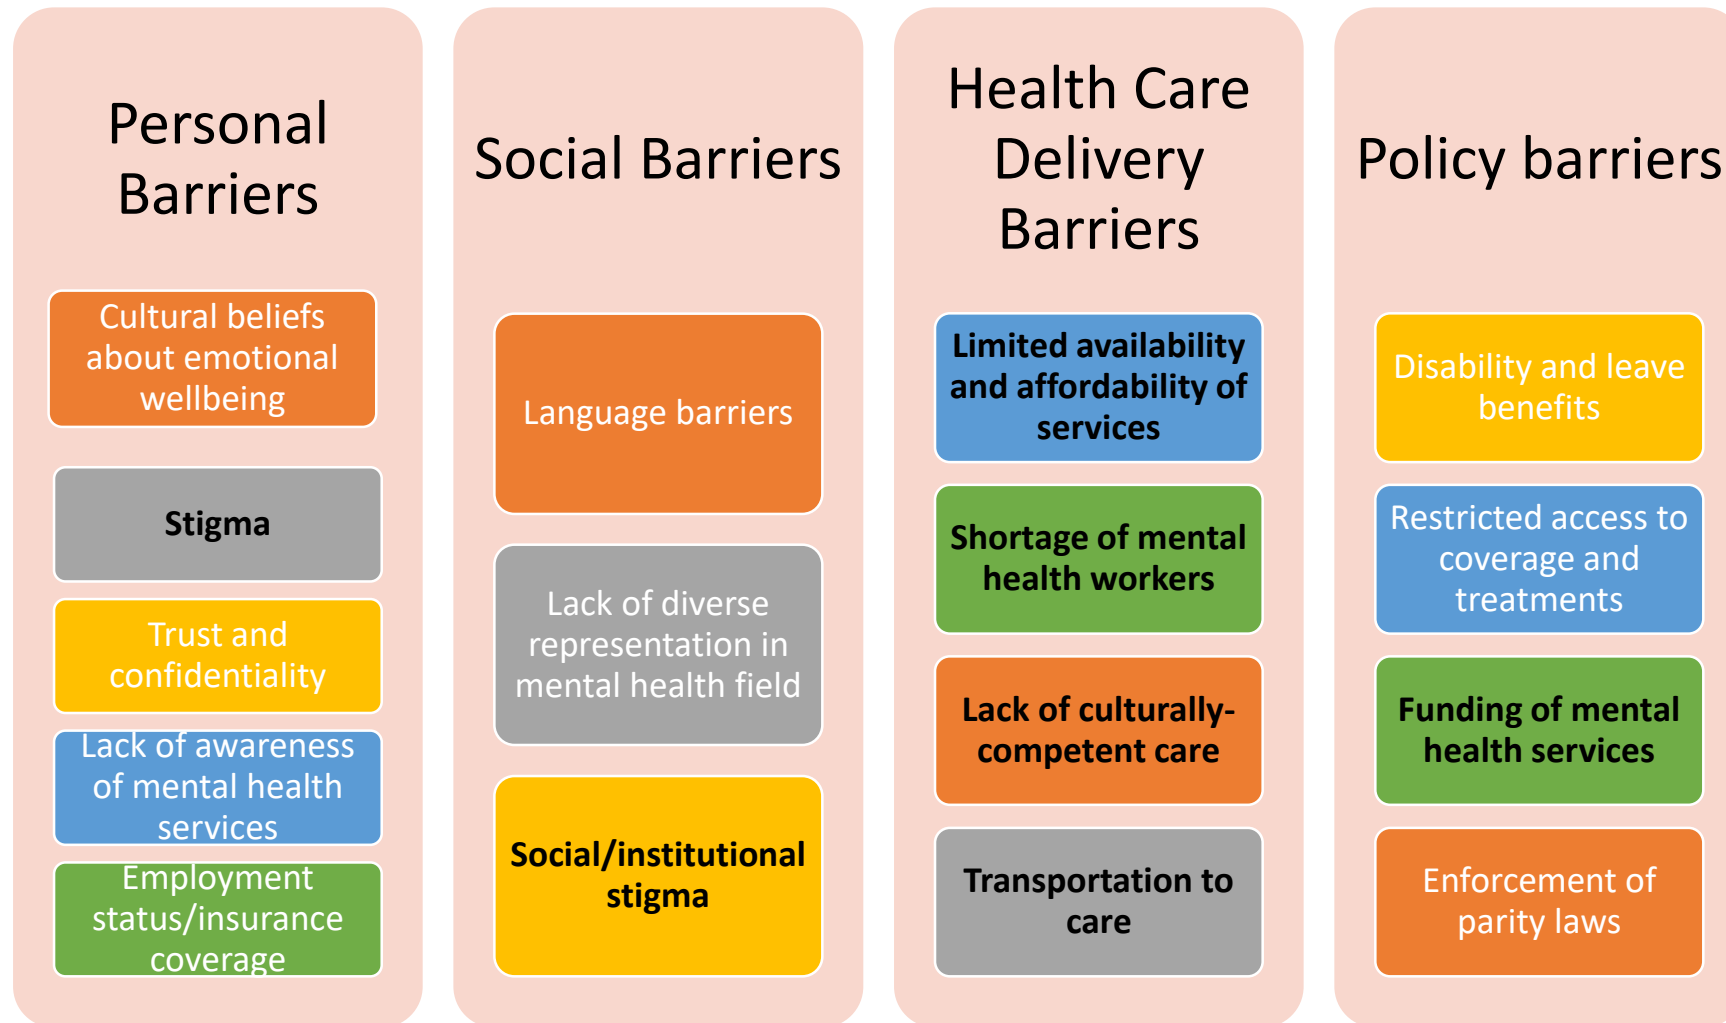 Personal
Barriers
Cultural beliefs
about emotional
wellbeing
Stigma
Trust and
confidentiality
Lack of awareness
of mental health
services
Employment
status/insurance
coverage
Social Barriers
Language barriers
Lack of diverse
representation in
mental health field
Social/institutional
stigma
Health Care
Delivery
Barriers
Limited availability
and affordability of
services
Shortage of mental
health workers
Lack of culturally-
competent care
Transportation to
care
Policy barriers
Disability and leave
benefits
Restricted access to
coverage and
treatments
Funding of mental
health services
Enforcement of
parity laws